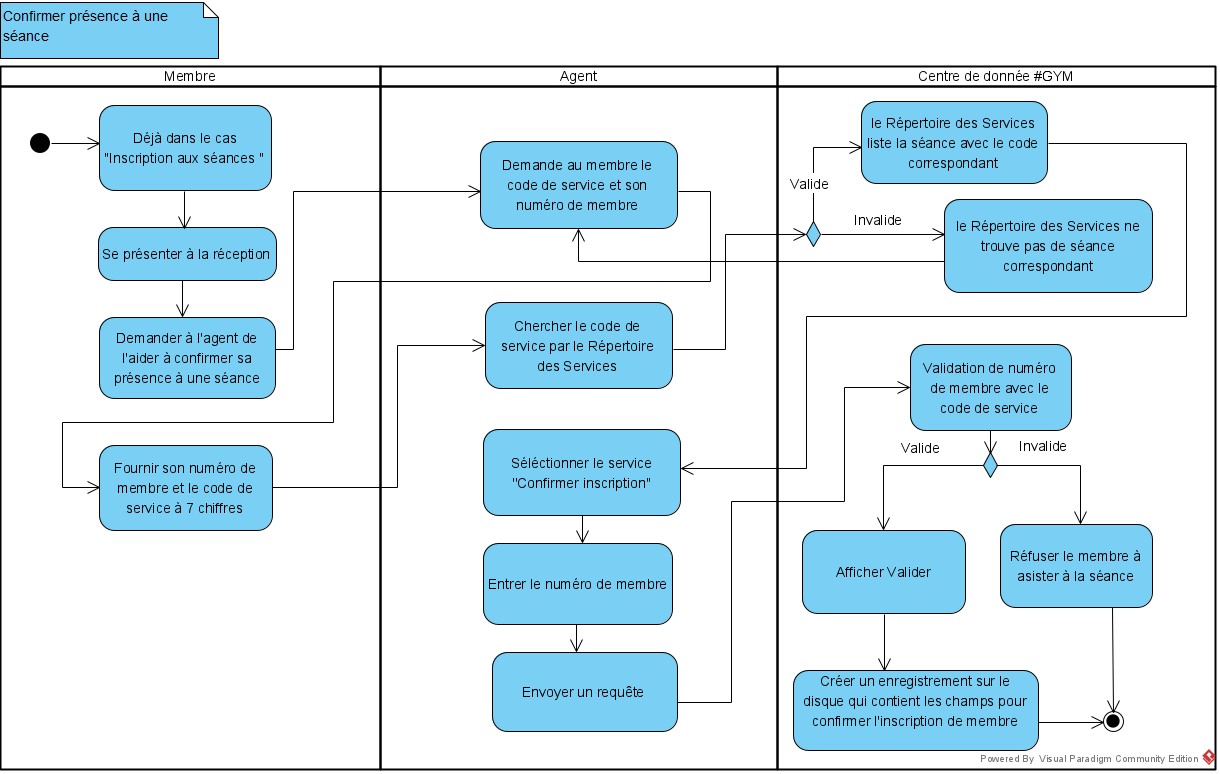 Confirmer présence à une
séance
Membre
Agent
Centre de donnée #GYM
Déjà dans le cas
"Inscription aux séances "
Se présenter à la réception
Demander à l'agent de
l'aider à confirmer sa
présence à une séance
Fournir son numéro de
membre et le code de
service à 7 chiffres
Demande au membre le
code de service et son
numéro de membre
Chercher le code de
service par le Répertoire
des Services
Séléctionner le service
"Confirmer inscription"
Entrer le numéro de membre
Envoyer un requête
le Répertoire des Services
liste la séance avec le code
correspondant
Valide
Invalide
le Répertoire des Services ne
trouve pas de séance
correspondant
Validation de numéro
de membre avec le
code de service
Valide
Invalide
Afficher Valider
Réfuser le membre à
asister à la séance
Créer un enregistrement sur le
disque qui contient les champs pour
confirmer l'inscription de membre
Powered By Visual Paradigm Community Edition